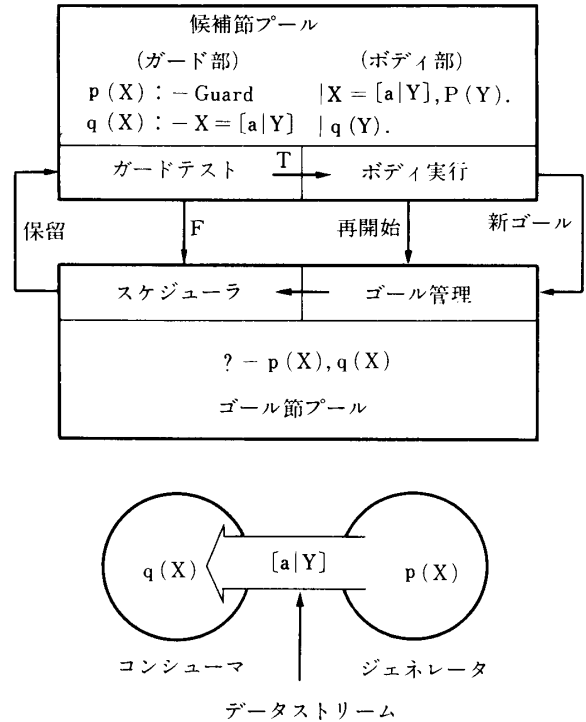 候補節プール
(ガード部) (ボディ部)
p (X) : − Guard |X = [a|Y], P (Y).
q (X) : − X = [a|Y] | q (Y).
ガードテスト T ボディ実行
保留 F 再開始 新ゴール
スケジューラ ゴール管理
? − p (X), q (X)
ゴール節プール
q (X) [a|Y] p (X)
コンシューマ ジェネレータ
データストリーム